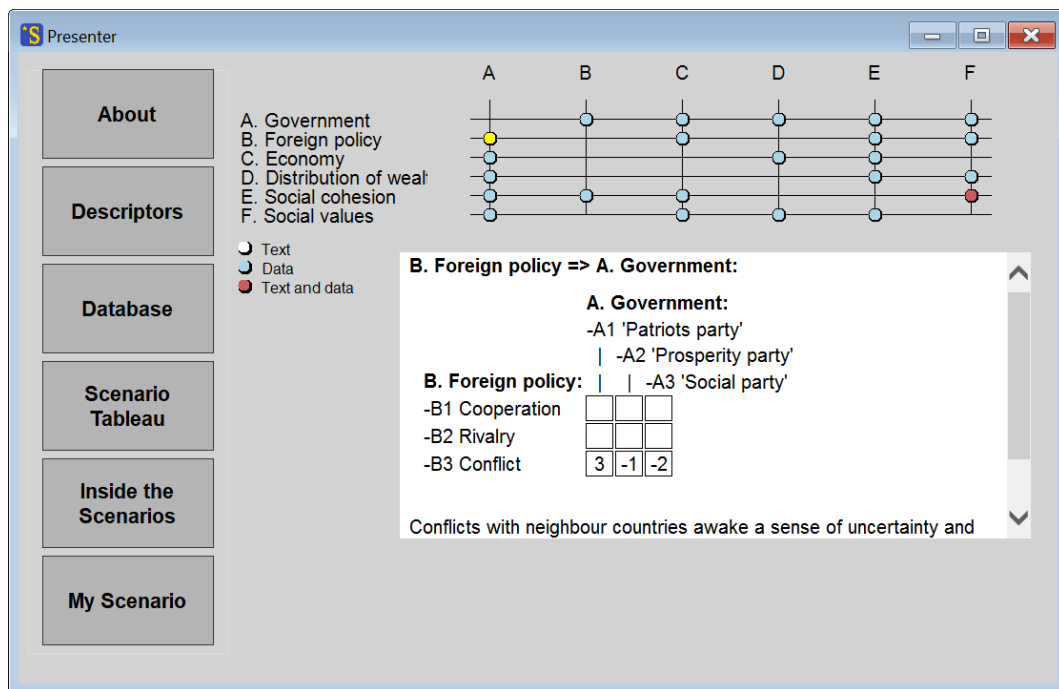 Presenter
A B C D E F
About
A. Government
B. Foreign policy
C. Economy
D. Distribution of wealt
E. Social cohesion
F. Social values
Descriptors
Text
Data
Text and data
Database
Scenario
Tableau
Inside the
Scenarios
My Scenario
B. Foreign policy => A. Government:
A. Government:
-A1 'Patriots party'
| -A2 'Prosperity party'
B. Foreign policy: | | -A3 'Social party'
-B1 Cooperation
-B2 Rivalry
-B3 Conflict 3 -1 -2
Conflicts with neighbour countries awake a sense of uncertainty and